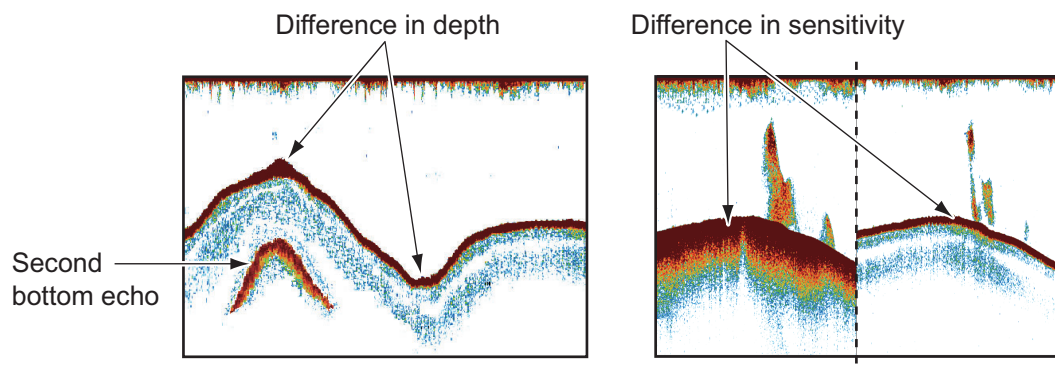 Difference in depth
Difference in sensitivity
Second
bottom echo